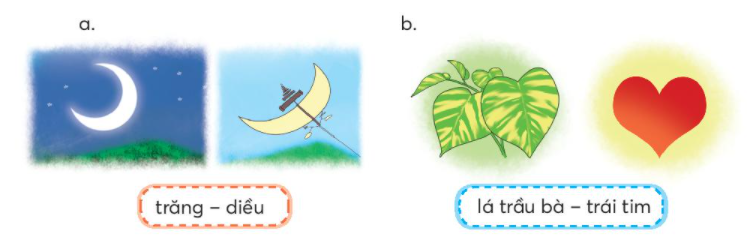 a.
b.
trăng – diều
lá trầu bà – trái tim